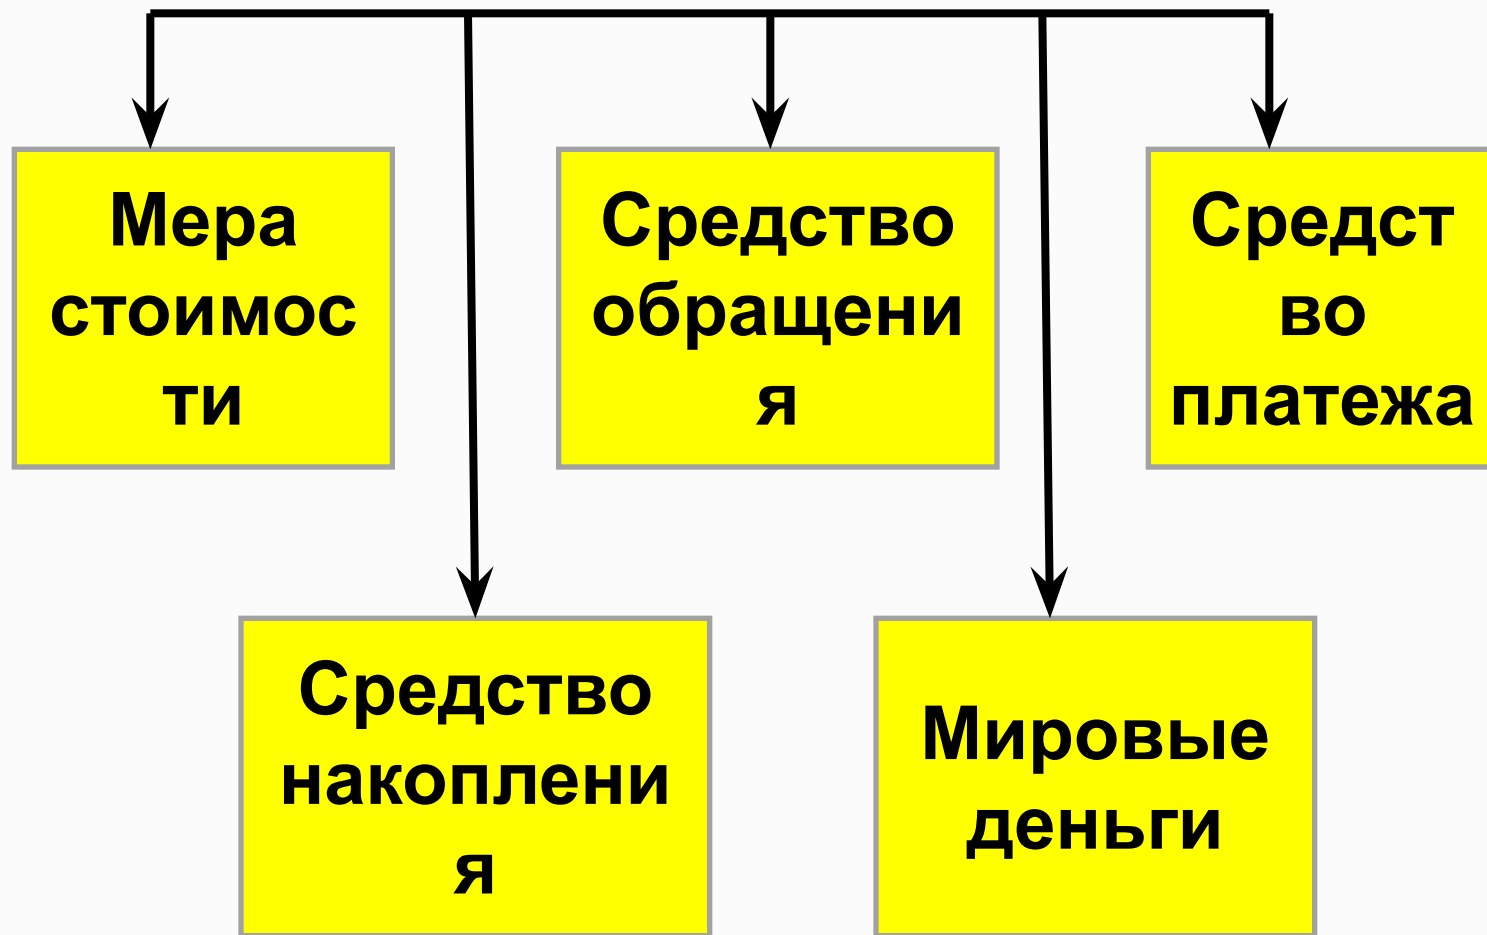 Мера
стоимос
ти
Средство
обращени
я
Средст
во
платежа
Средство
накоплени
я
Мировые
деньги